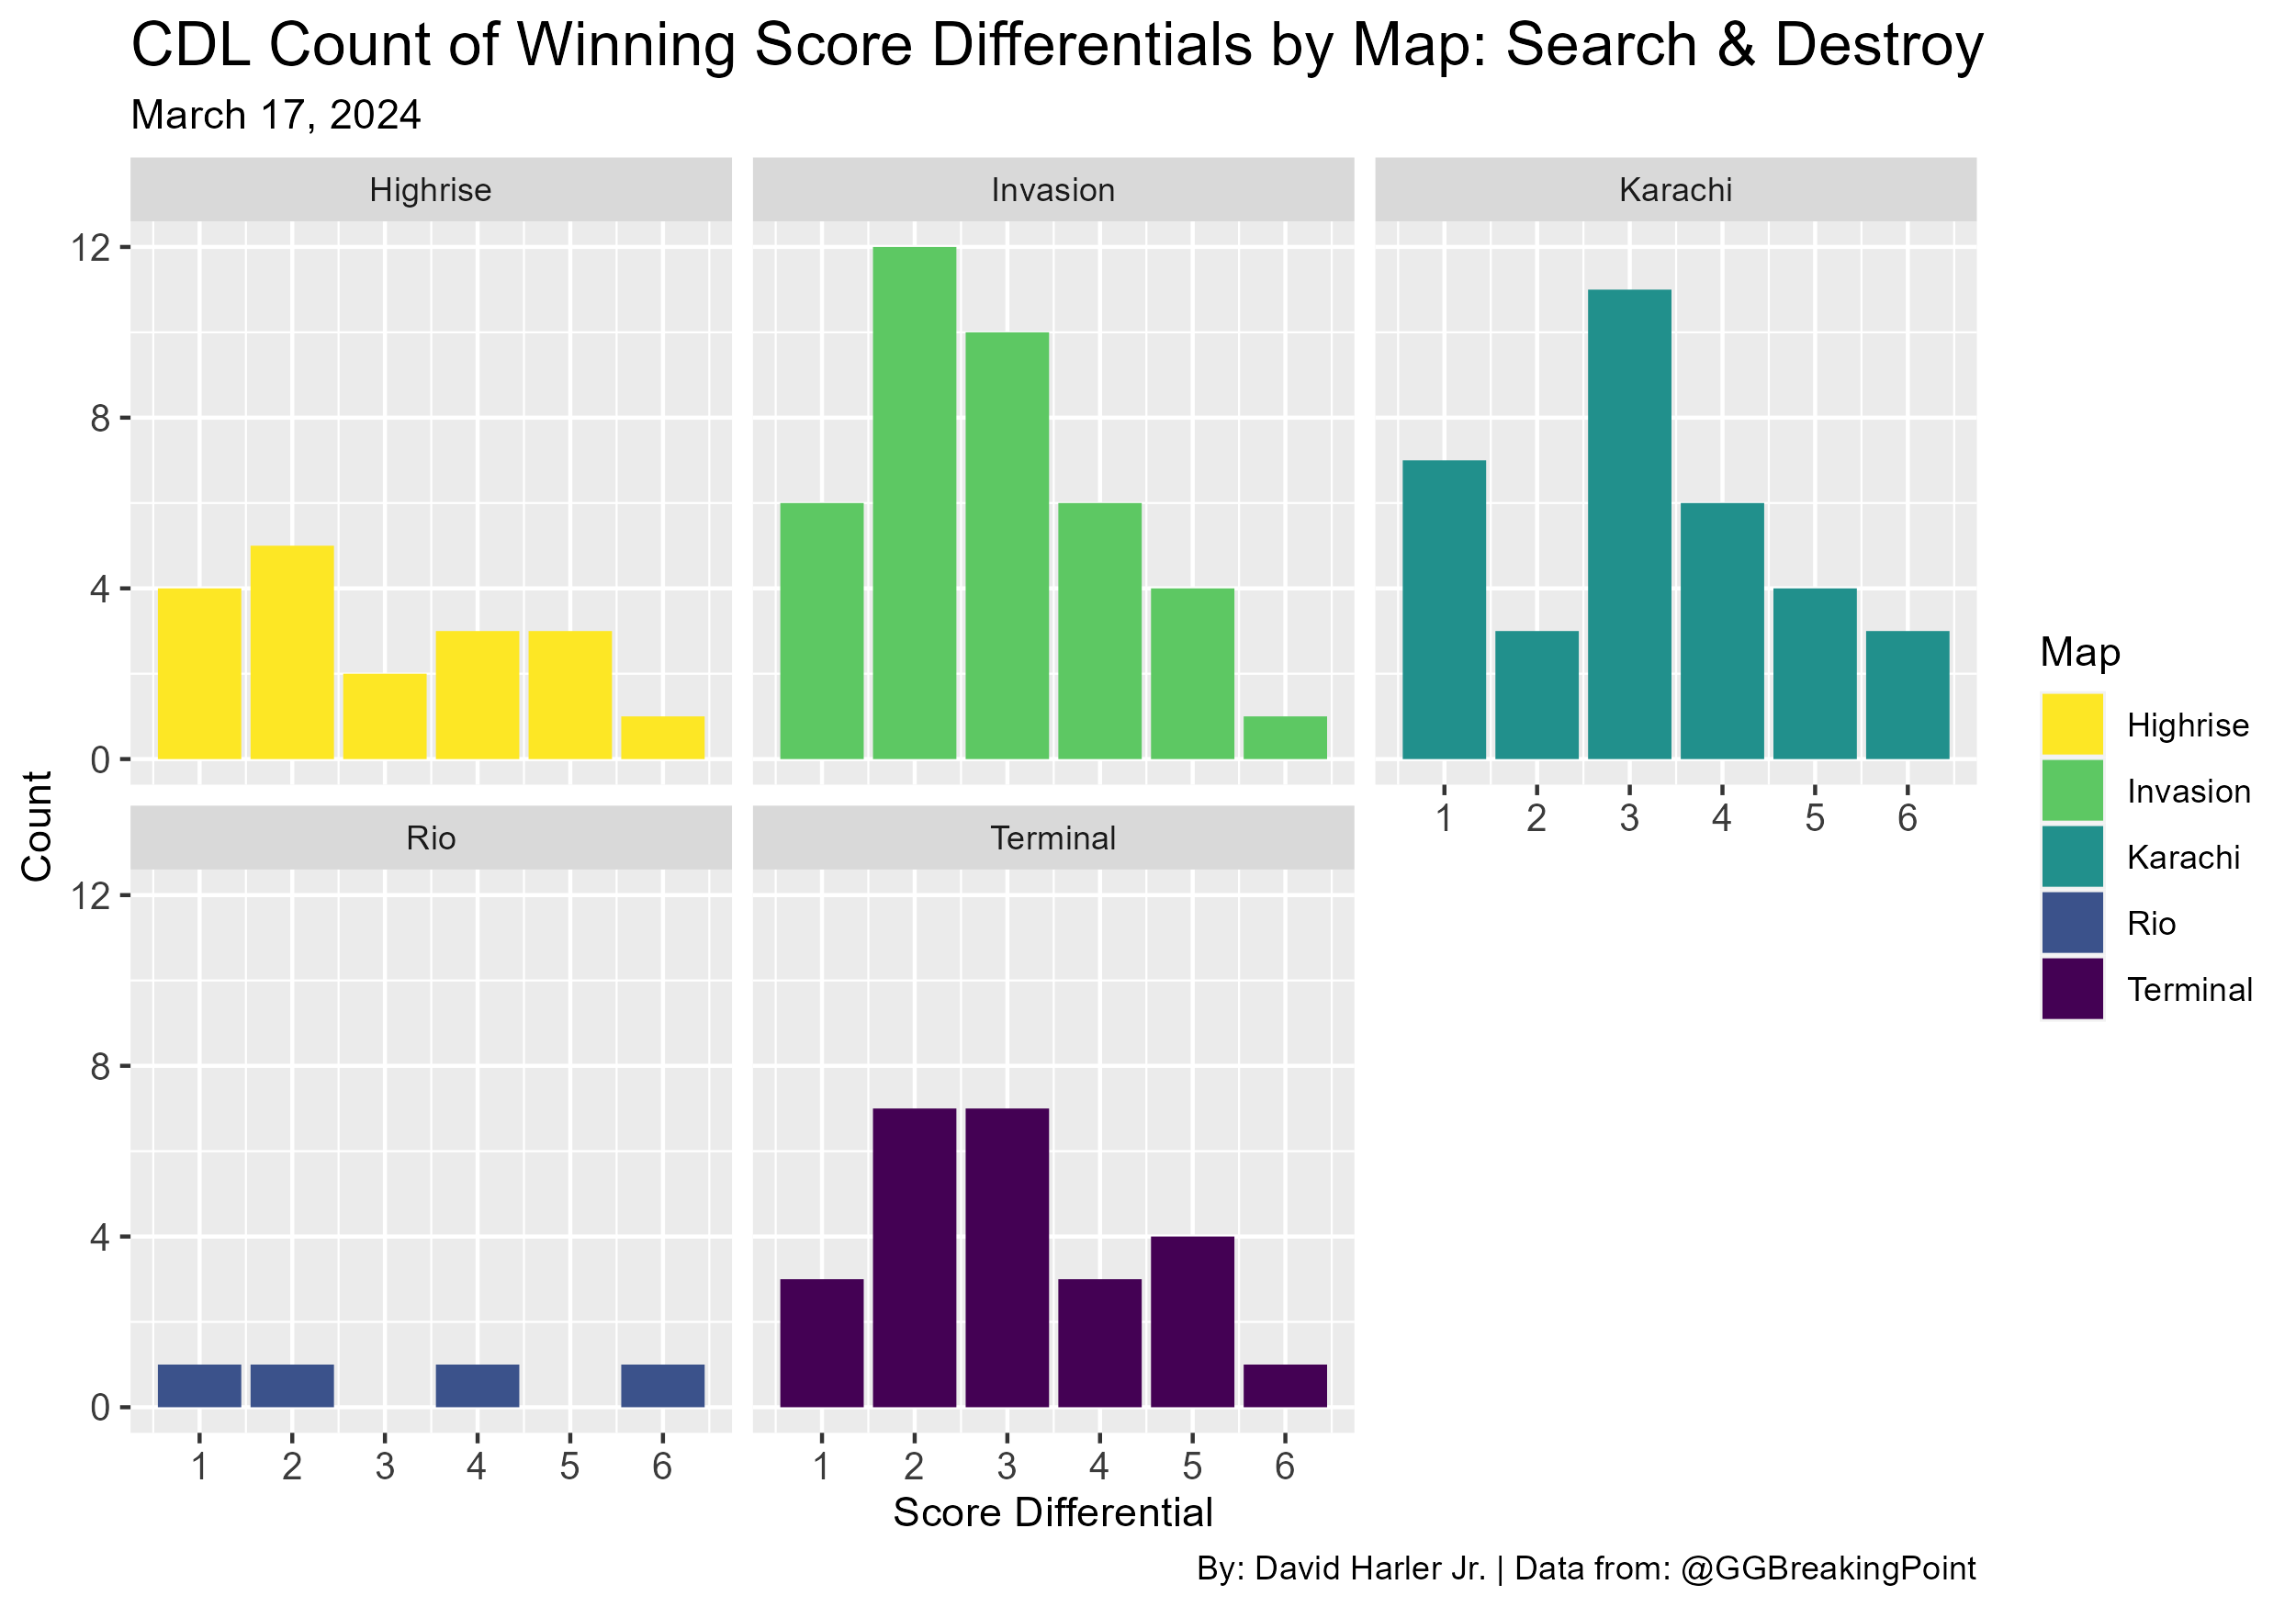 CDL Count of Winning Score Differentials by Map: Search & Destroy
March 17, 2024
Highrise
Invasion
Karachi
12
8
4
0
1 2 3 4 5 6
Count
Rio
Terminal
12
8
4
0
1 2 3 4 5 6
1 2 3 4 5 6
Score Differential
Map
Highrise
Invasion
Karachi
Rio
Terminal
By: David Harler Jr. | Data from: @GGBreakingPoint